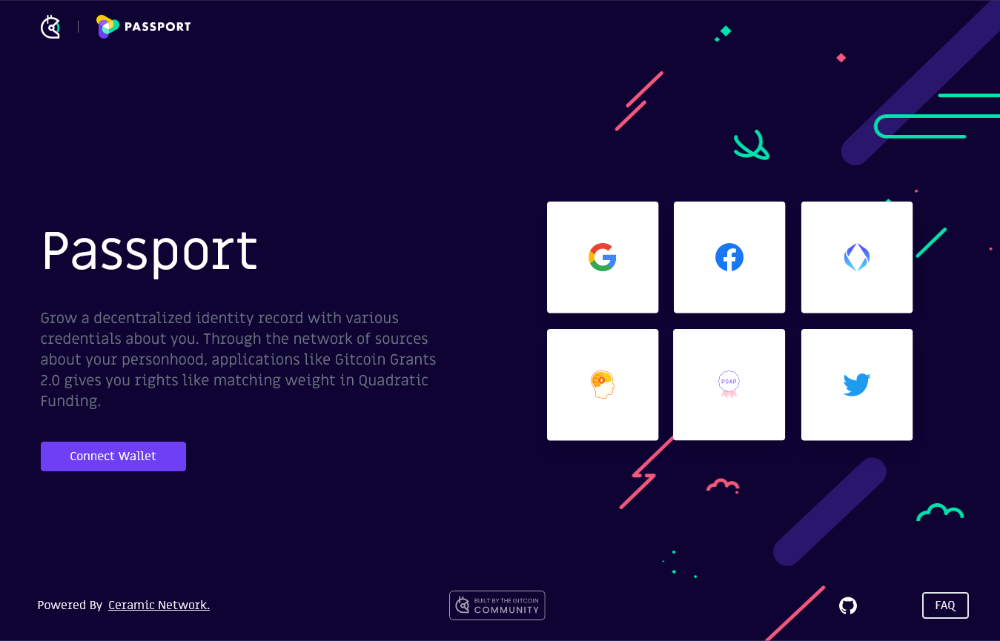 PASSPORT
Passport
Grow a decentralized identity record with various
credentials about you. Through the network of sources
about your personhood, applications like Gitcoin Grants
2.0 gives you rights like matching weight in Quadratic
Funding.
Connect Wallet
POAP
Powered By Ceramic Network.
BUILT BY THE GITCOIN
COMMUNITY
FAQ